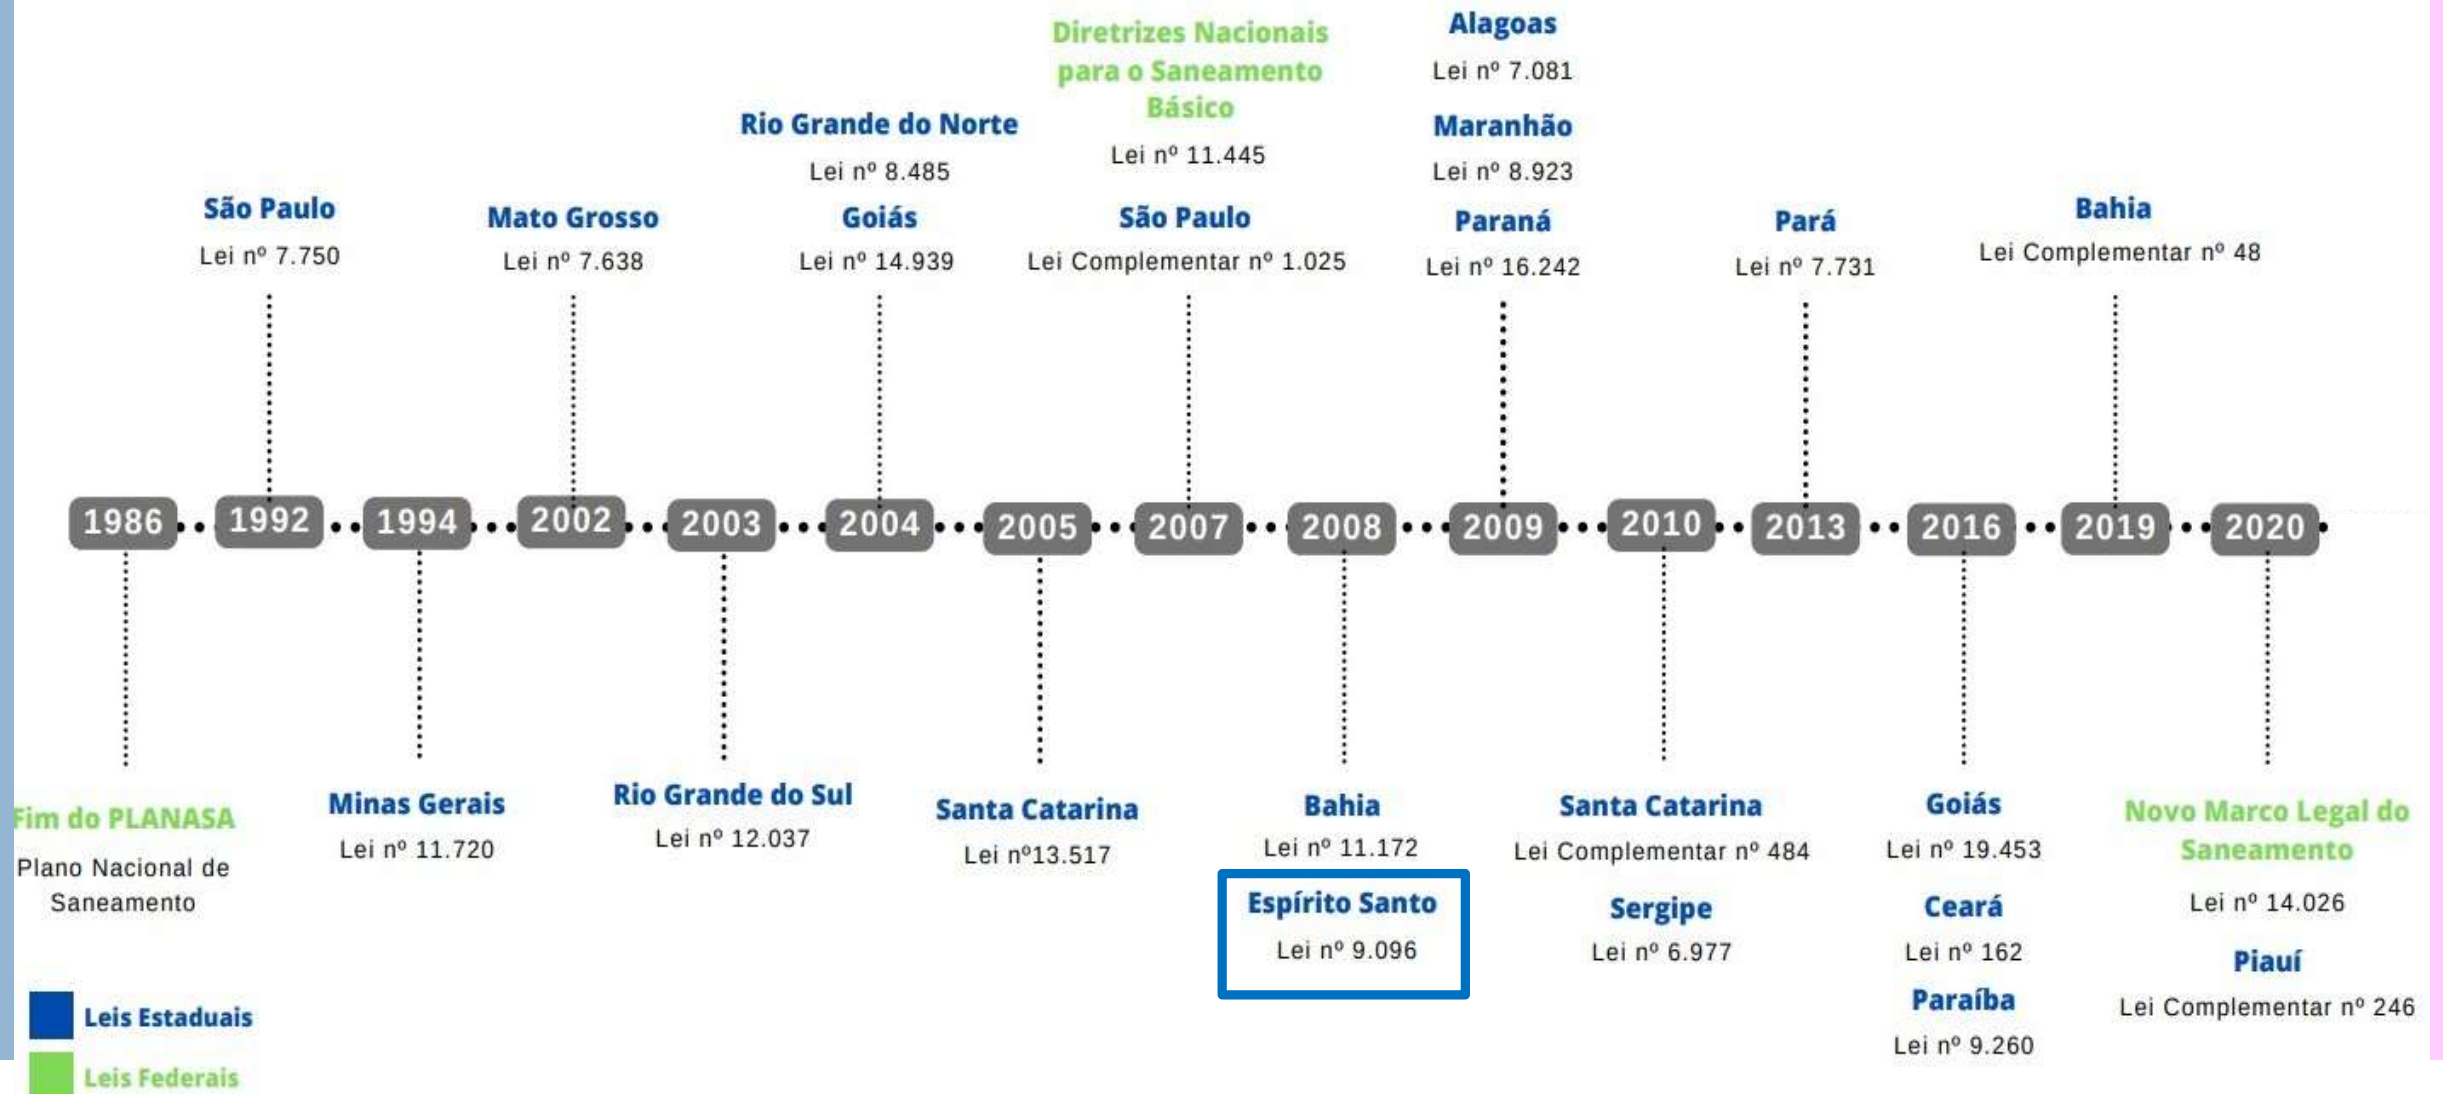 Alagoas
Lei nº 7.081
Diretrizes Nacionais
para o Saneamento
Básico
Lei nº 11.445
Rio Grande do Norte
Lei nº 8.485
Maranhão
Lei nº 8.923
São Paulo
Lei nº 7.750
Mato Grosso
Lei nº 7.638
Goiás
Lei nº 14.939
São Paulo
Lei Complementar nº 1.025
Paraná
Lei nº 16.242
Pará
Lei nº 7.731
Bahia
Lei Complementar nº 48
1986
1992
1994
2002
2003
2004
2005
2007
2008
2009
2010
2013
2016
2019
2020
Fim do PLANASA
Plano Nacional de
Saneamento
Minas Gerais
Lei nº 11.720
Rio Grande do Sul
Lei nº 12.037
Santa Catarina
Lei nº13.517
Bahia
Lei nº 11.172
Espírito Santo
Lei nº 9.096
Santa Catarina
Lei Complementar nº 484
Sergipe
Lei nº 6.977
Goiás
Lei nº 19.453
Ceará
Lei nº 162
Paraíba
Lei nº 9.260
Novo Marco Legal do
Saneamento
Lei nº 14.026
Piauí
Lei Complementar nº 246
Leis Estaduais
Leis Federais